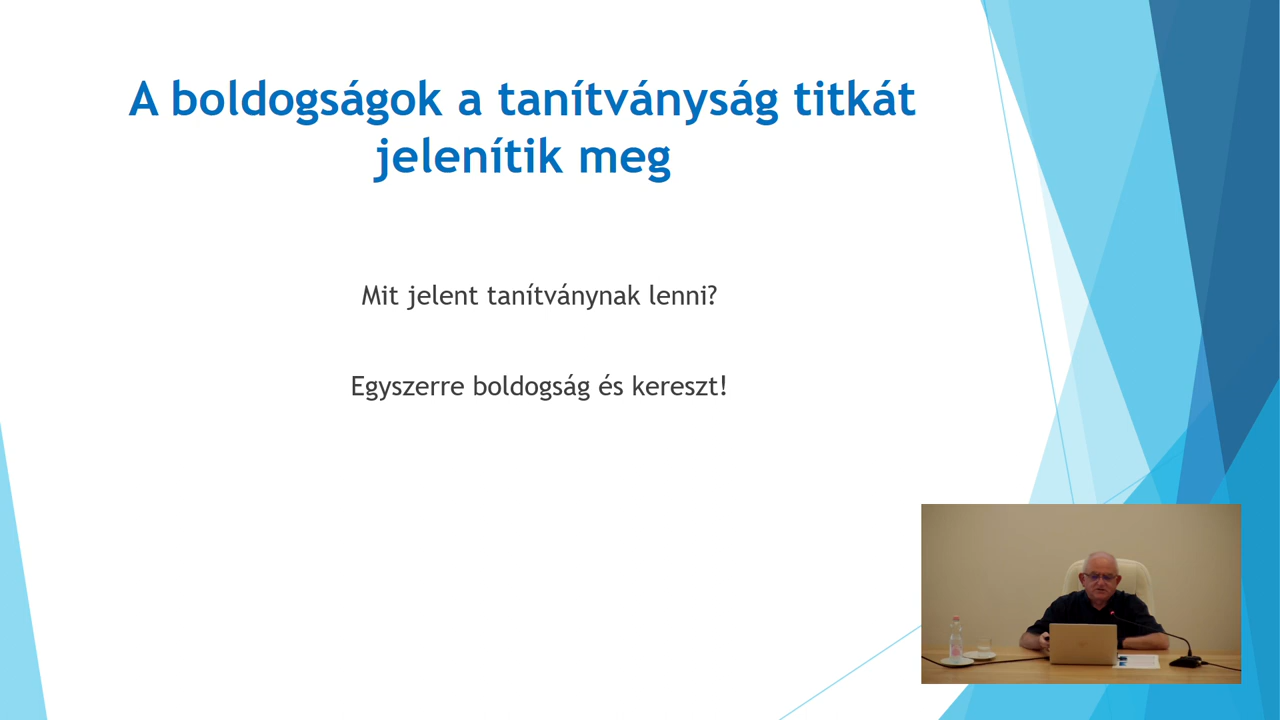 A boldogságok a tanítványság titkát
jelenítik meg
Mit jelent tanítványnak lenni?
Egyszerre boldogság és kereszt!